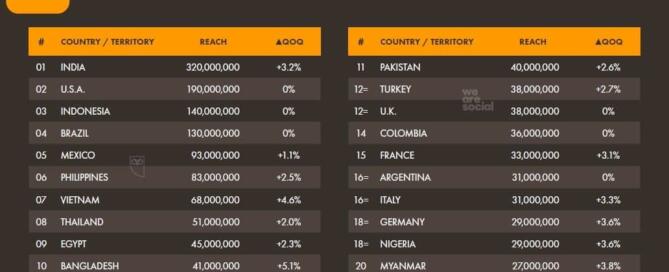 # COUNTRY / TERRITORY REACH ▲QOQ
01 INDIA 320,000,000 +3.2%
02 U.S.A. 190,000,000 0%
03 INDONESIA 140,000,000 0%
04 BRAZIL 130,000,000 0%
05 MEXICO 93,000,000 +1.1%
06 PHILIPPINES 83,000,000 +2.5%
07 VIETNAM 68,000,000 +4.6%
08 THAILAND 51,000,000 +2.0%
09 EGYPT 45,000,000 +2.3%
10 BANGLADESH 41,000,000 +5.1%
# COUNTRY / TERRITORY REACH ▲QOQ
11 PAKISTAN 40,000,000 +2.6%
12= TURKEY 38,000,000 +2.7%
12= U.K. 38,000,000 0%
14 COLOMBIA 36,000,000 0%
15 FRANCE 33,000,000 +3.1%
16= ARGENTINA 31,000,000 0%
16= ITALY 31,000,000 +3.3%
18= GERMANY 29,000,000 +3.6%
18= NIGERIA 29,000,000 +3.6%
20 MYANMAR 27,000,000 +3.8%
we
are
social